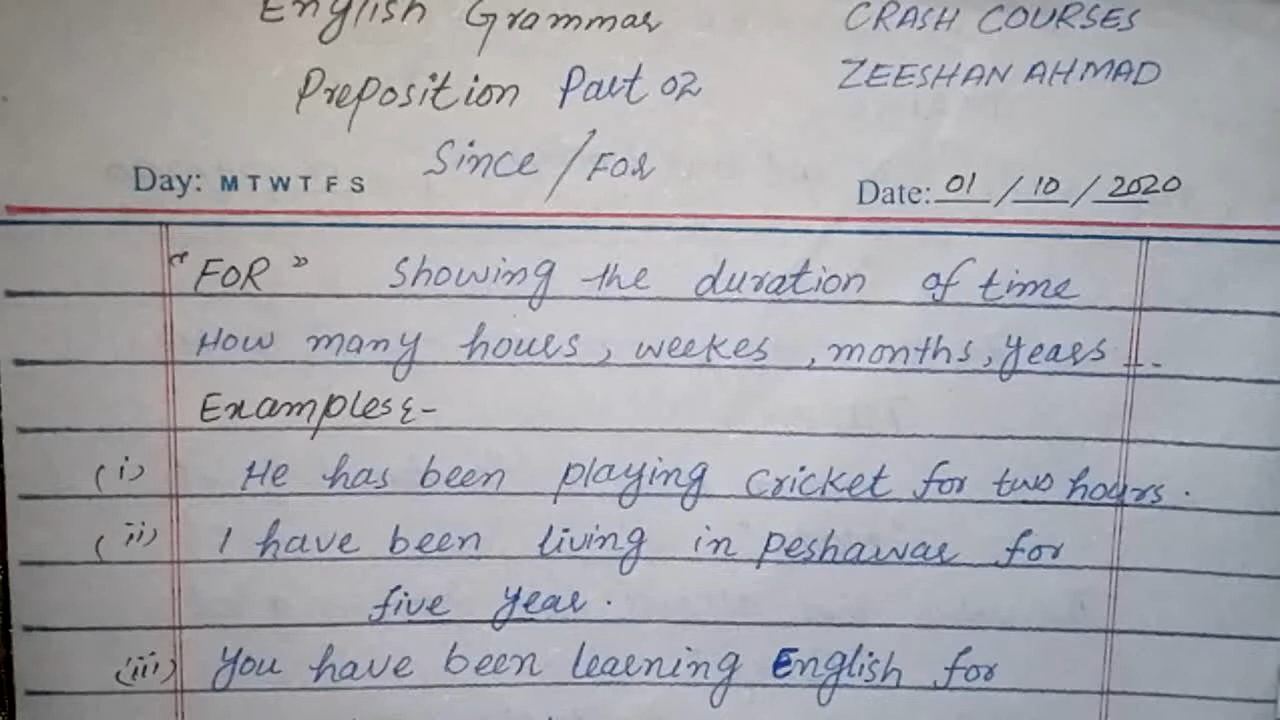 English Grammar
CRASH COURSES
Preposition Part 02
ZEESHAN AHMAD
Since / FOR
Day: M T W T F S
Date: 01 / 10 / 2020
"FOR" Showing the duration of time
How many hours, weekes, months, years --
Examples:-
(i) He has been playing cricket for two hours.
(ii) I have been living in peshawar for
five year.
(iii) You have been learning English for